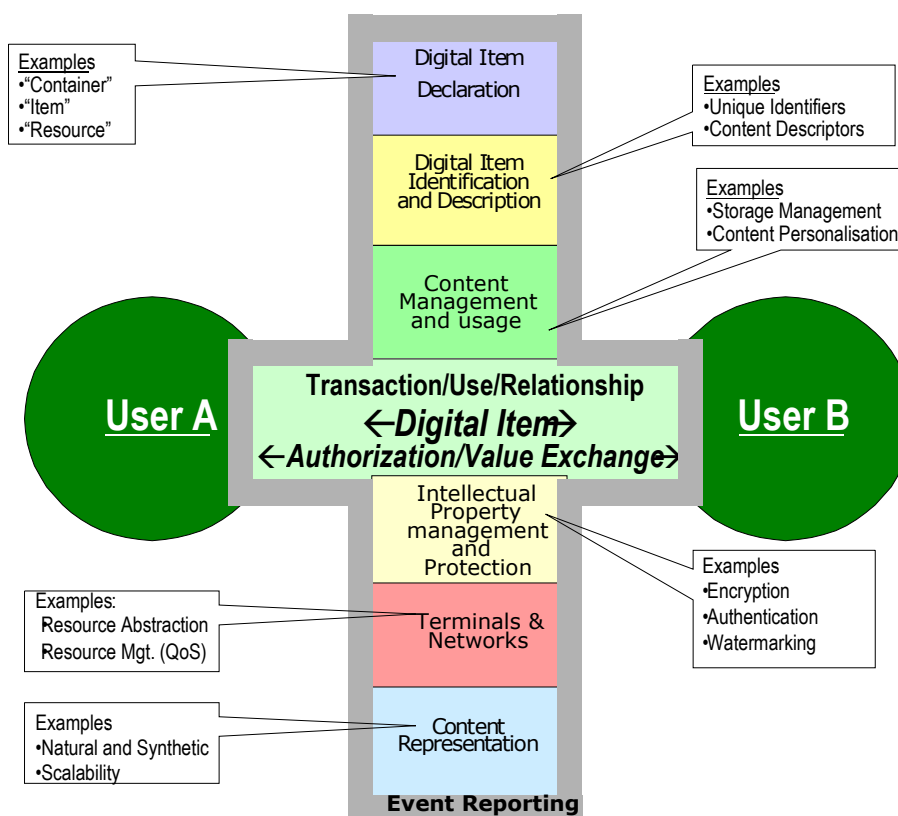 Digital Item
Declaration
Examples
•“Container”
•“Item”
•“Resource”
Examples
•Unique Identifiers
•Content Descriptors
Digital Item
Identification
and Description
Examples
•Storage Management
•Content Personalisation
Content
Management
and usage
User A
Transaction/Use/Relationship
←Digital Item→
←Authorization/Value Exchange→
User B
Intellectual
Property
management
and
Protection
Examples
•Encryption
•Authentication
•Watermarking
Examples:
•Resource Abstraction
•Resource Mgt. (QoS)
Terminals &
Networks
Examples
•Natural and Synthetic
•Scalability
Content
Representation
Event Reporting